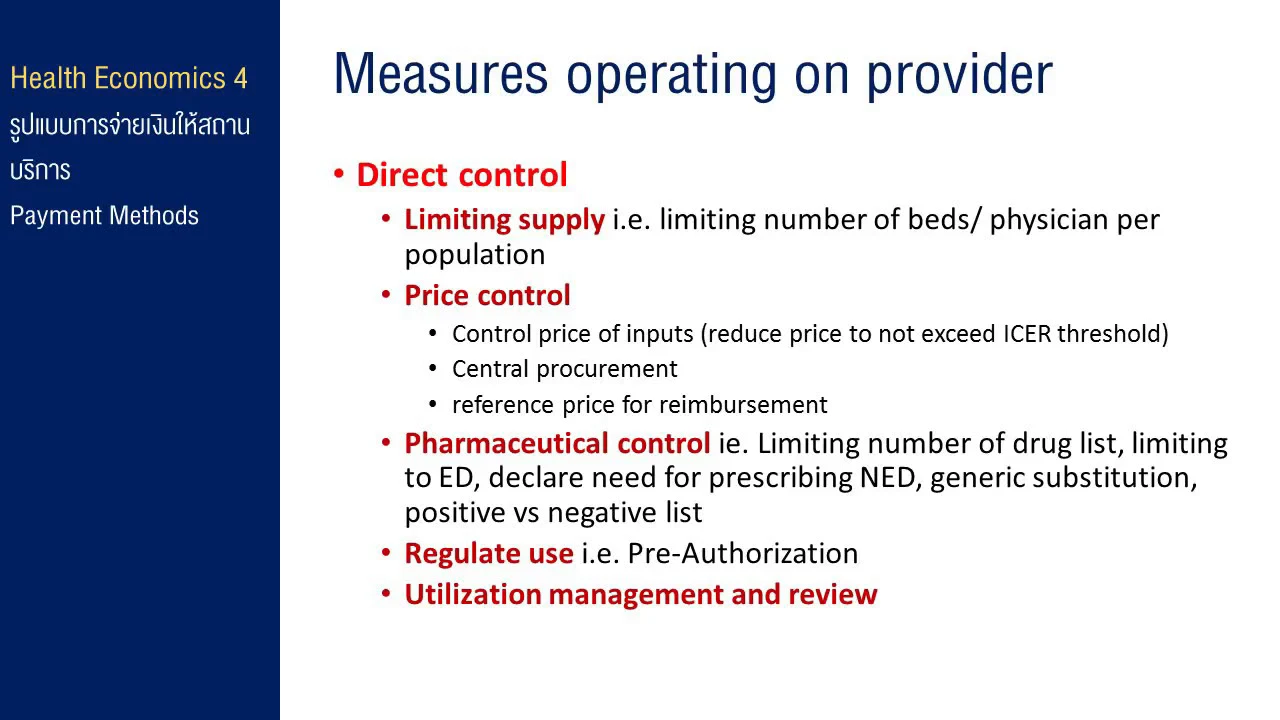 Health Economics 4
รูปแบบการจ่ายเงินให้สถาน
บริการ
Payment Methods
Measures operating on provider
• Direct control
• Limiting supply i.e. limiting number of beds/ physician per
population
• Price control
• Control price of inputs (reduce price to not exceed ICER threshold)
• Central procurement
• reference price for reimbursement
• Pharmaceutical control ie. Limiting number of drug list, limiting
to ED, declare need for prescribing NED, generic substitution,
positive vs negative list
• Regulate use i.e. Pre-Authorization
• Utilization management and review